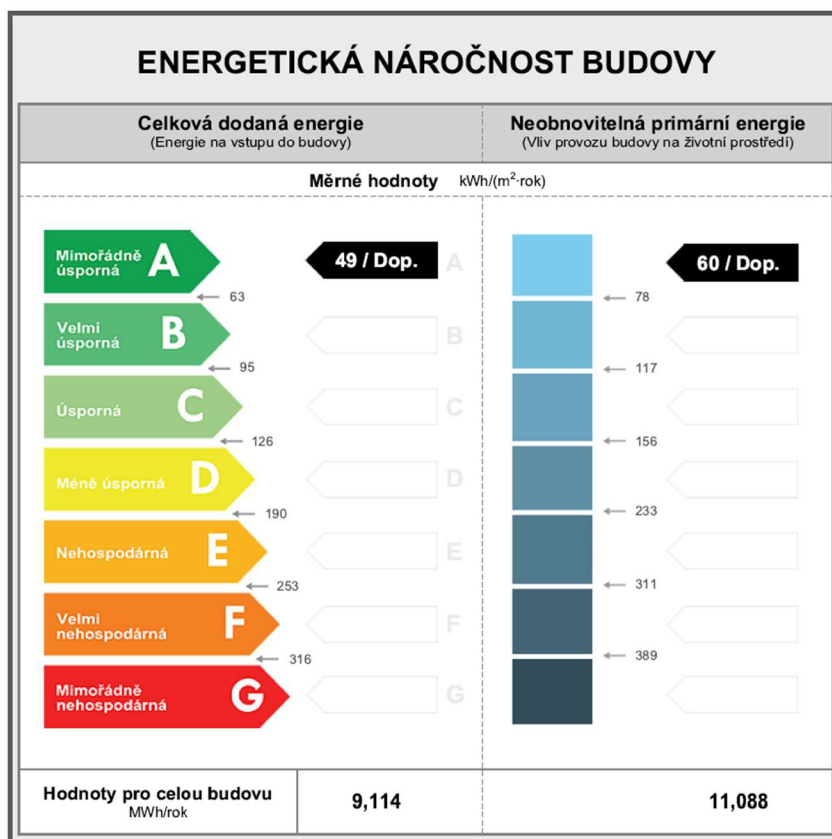 ENERGETICKÁ NÁROČNOST BUDOVY
Celková dodaná energie
(Energie na vstupu do budovy)
Neobnovitelná primární energie
(Vliv provozu budovy na životní prostředí)
Měrné hodnoty kWh/(m²·rok)
Mimořádně
úsporná
A
49 / Dop.
A
60 / Dop.
63
78
Velmi
úsporná
B
B
95
117
Úsporná
C
C
126
156
Méně úsporná
D
D
190
233
Nehospodárná
E
E
253
311
Velmi
nehospodárná
F
F
316
389
Mimořádně
nehospodárná
G
G
Hodnoty pro celou budovu
MWh/rok
9,114
11,088